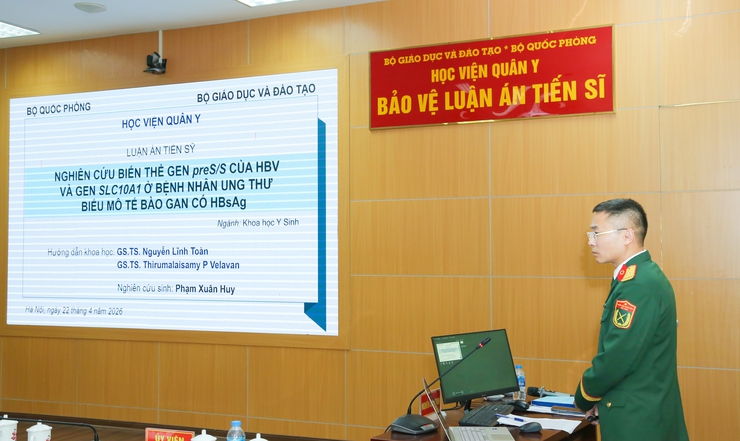 BỘ GIÁO DỤC VÀ ĐÀO TẠO * BỘ QUỐC PHÒNG
HỌC VIỆN QUÂN Y
BẢO VỆ LUẬN ÁN TIẾN SĨ
BỘ QUỐC PHÒNG BỘ GIÁO DỤC VÀ ĐÀO TẠO
HỌC VIỆN QUÂN Y
LUẬN ÁN TIẾN SỸ
NGHIÊN CỨU BIẾN THỂ GEN preS/S CỦA HBV
VÀ GEN SLC10A1 Ở BỆNH NHÂN UNG THƯ
BIỂU MÔ TẾ BÀO GAN CÓ HBsAg
Ngành: Khoa học Y Sinh
Hướng dẫn khoa học: GS.TS. Nguyễn Lĩnh Toàn
GS.TS. Thirumalaisamy P Velavan
Nghiên cứu sinh: Phạm Xuân Huy
Hà Nội, ngày 22 tháng 4 năm 2026
ỦY VIÊN